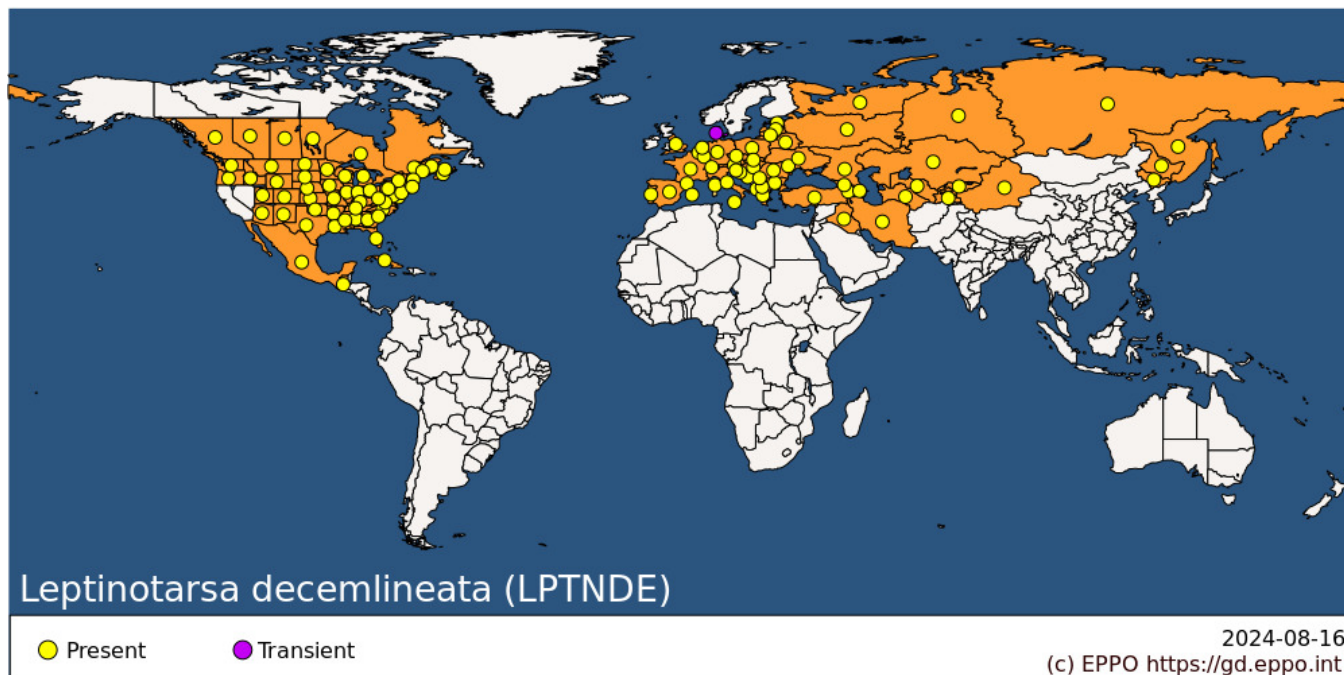 Leptinotarsa decemlineata (LPTNDE)
Present
Transient
2024-08-16
(c) EPPO https://gd.eppo.int